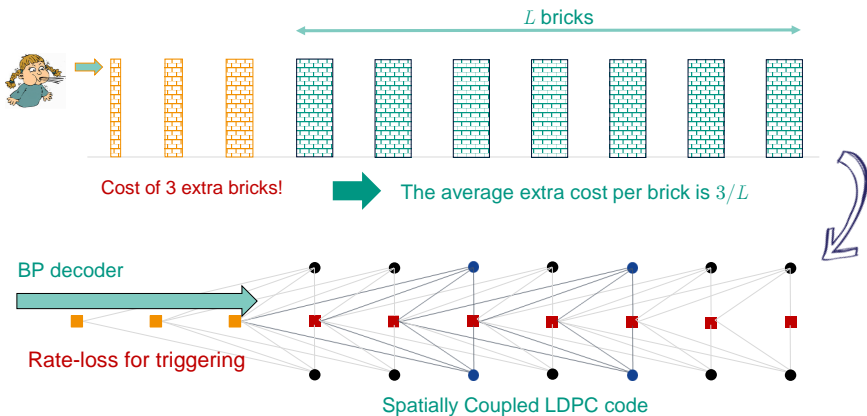 L bricks
Cost of 3 extra bricks!
The average extra cost per brick is 3/L
BP decoder
Rate-loss for triggering
Spatially Coupled LDPC code